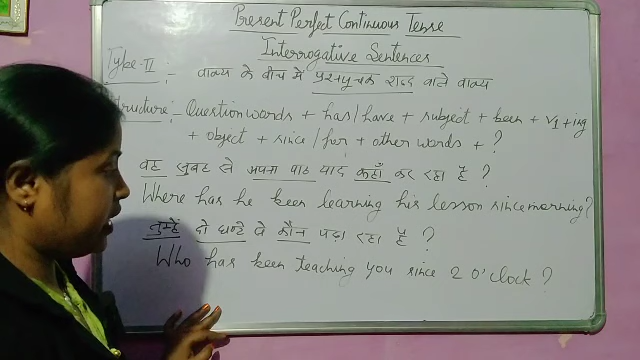 Present Perfect Continuous Tense
Interrogative Sentences
Type-II :- वाक्य के बीच में प्रश्नसूचक शब्द वाले वाक्य
Structure :- Question words + has/have + subject + been + V1 + ing
+ object + since/for + other words + ?
वह सुबह से अपना पाठ याद कहाँ कर रहा है ?
Where has he been learning his lesson since morning?
तुम्हें दो घण्टे से कौन पढ़ा रहा है ?
Who has been teaching you since 2 o'clock ?